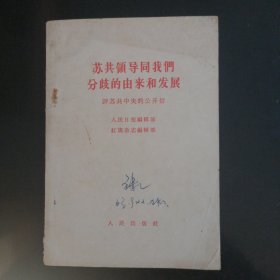 苏共領导同我們
分歧的由来和发展
評苏共中央的公开信
人民日报編輯部
紅旗杂志編輯部
人民出版社